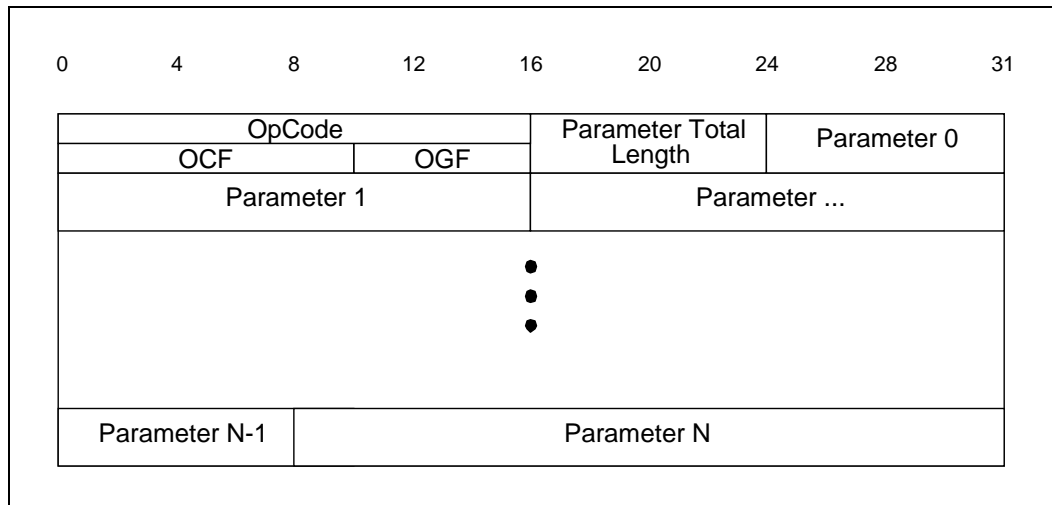 0 4 8 12 16 20 24 28 31
OpCode
Parameter Total
Length
Parameter 0
OCF
OGF
Parameter 1
Parameter ...
Parameter N-1
Parameter N